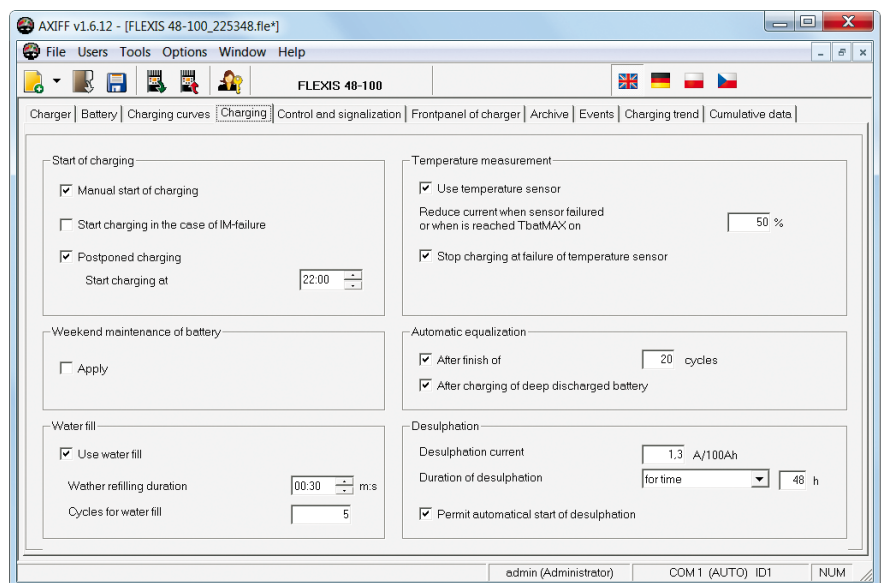 AXIFF v1.6.12 - [FLEXIS 48-100_225348.fle*]
File Users Tools Options Window Help
FLEXIS 48-100
Charger Battery Charging curves Charging Control and signalization Frontpanel of charger Archive Events Charging trend Cumulative data
Start of charging
Manual start of charging
Start charging in the case of IM-failure
Postponed charging
Start charging at 22:00
Temperature measurement
Use temperature sensor
Reduce current when sensor failured
or when is reached TbatMAX on 50 %
Stop charging at failure of temperature sensor
Weekend maintenance of battery
Apply
Automatic equalization
After finish of 20 cycles
After charging of deep discharged battery
Water fill
Use water fill
Wather refilling duration 00:30 m:s
Cycles for water fill 5
Desulphation
Desulphation current 1,3 A/100Ah
Duration of desulphation for time 48 h
Permit automatical start of desulphation
admin (Administrator) COM1 (AUTO) ID1 NUM